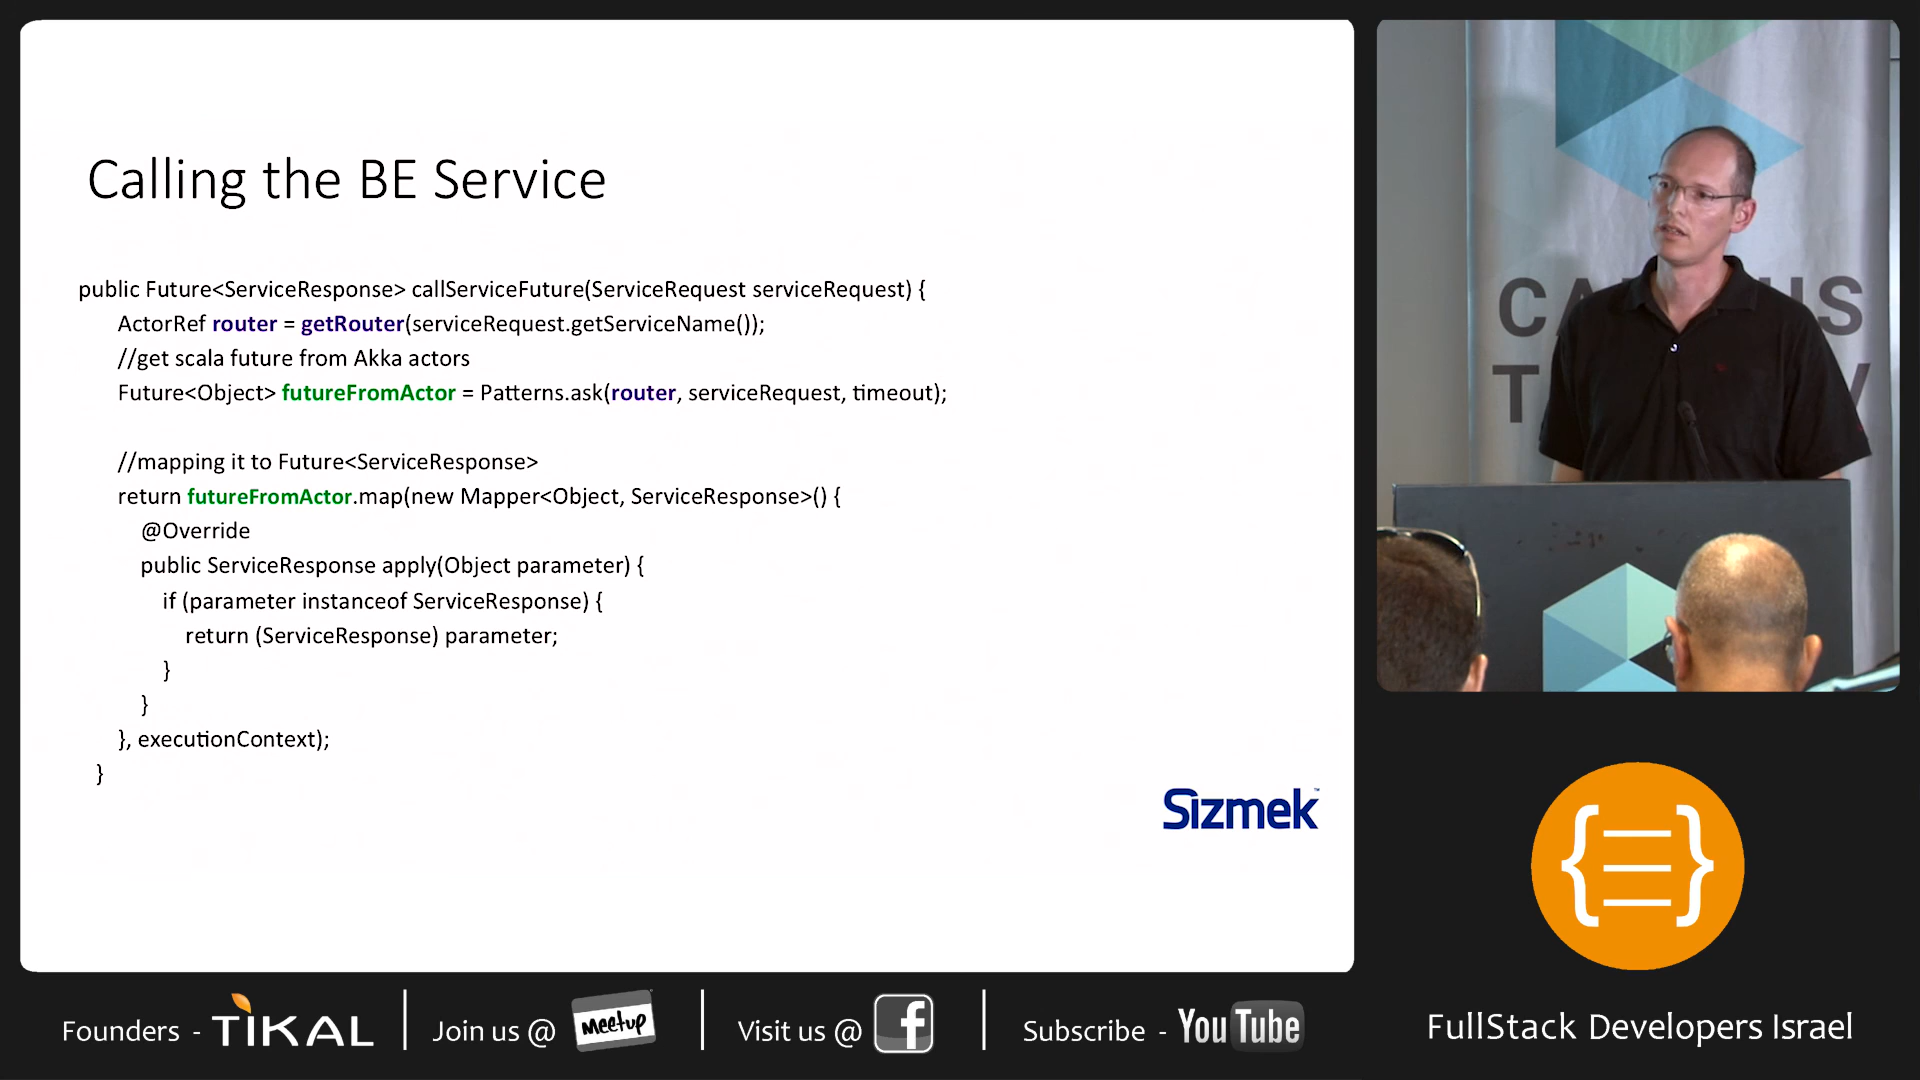 Calling the BE Service
public Future<ServiceResponse> callServiceFuture(ServiceRequest serviceRequest) {
ActorRef router = getRouter(serviceRequest.getServiceName());
//get scala future from Akka actors
Future<Object> futureFromActor = Patterns.ask(router, serviceRequest, timeout);
//mapping it to Future<ServiceResponse>
return futureFromActor.map(new Mapper<Object, ServiceResponse>() {
@Override
public ServiceResponse apply(Object parameter) {
if (parameter instanceof ServiceResponse) {
return (ServiceResponse) parameter;
}
}
}, executionContext);
}
Sizmek™
Founders - TIKAL
Join us @ Meetup
Visit us @ f
Subscribe - YouTube
{≡}
FullStack Developers Israel